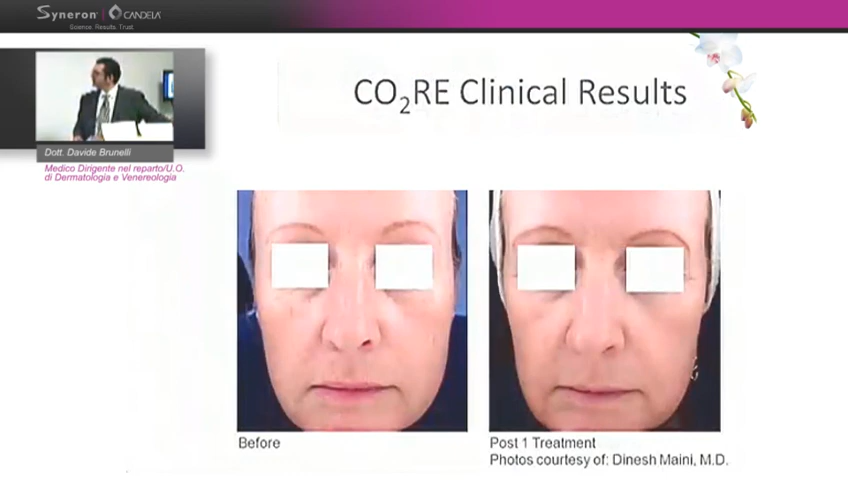 Syneron | CANDELA
Science. Results. Trust.
CO₂RE Clinical Results
Dott. Davide Brunelli
Medico Dirigente nel reparto/U.O.
di Dermatologia e Venereologia
Before
Post 1 Treatment
Photos courtesy of: Dinesh Maini, M.D.